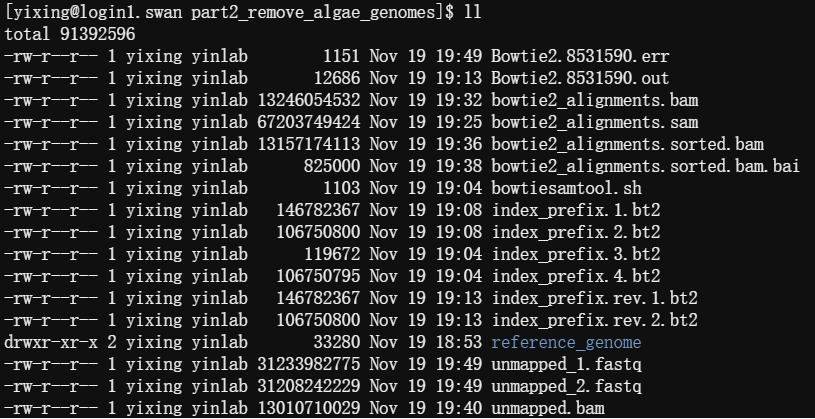 [yixing@login1.swan part2_remove_algae_genomes]$ ll
total 91392596
-rw-r--r-- 1 yixing yinlab        1151 Nov 19 19:49 Bowtie2.8531590.err
-rw-r--r-- 1 yixing yinlab       12686 Nov 19 19:13 Bowtie2.8531590.out
-rw-r--r-- 1 yixing yinlab 13246054532 Nov 19 19:32 bowtie2_alignments.bam
-rw-r--r-- 1 yixing yinlab 67203749424 Nov 19 19:25 bowtie2_alignments.sam
-rw-r--r-- 1 yixing yinlab 13157174113 Nov 19 19:36 bowtie2_alignments.sorted.bam
-rw-r--r-- 1 yixing yinlab      825000 Nov 19 19:38 bowtie2_alignments.sorted.bam.bai
-rw-r--r-- 1 yixing yinlab        1103 Nov 19 19:04 bowtiesamtool.sh
-rw-r--r-- 1 yixing yinlab   146782367 Nov 19 19:08 index_prefix.1.bt2
-rw-r--r-- 1 yixing yinlab   106750800 Nov 19 19:08 index_prefix.2.bt2
-rw-r--r-- 1 yixing yinlab      119672 Nov 19 19:04 index_prefix.3.bt2
-rw-r--r-- 1 yixing yinlab   106750795 Nov 19 19:04 index_prefix.4.bt2
-rw-r--r-- 1 yixing yinlab   146782367 Nov 19 19:13 index_prefix.rev.1.bt2
-rw-r--r-- 1 yixing yinlab   106750800 Nov 19 19:13 index_prefix.rev.2.bt2
drwxr-xr-x 2 yixing yinlab       33280 Nov 19 18:53 reference_genome
-rw-r--r-- 1 yixing yinlab 31233982775 Nov 19 19:49 unmapped_1.fastq
-rw-r--r-- 1 yixing yinlab 31208242229 Nov 19 19:49 unmapped_2.fastq
-rw-r--r-- 1 yixing yinlab 13010710029 Nov 19 19:40 unmapped.bam